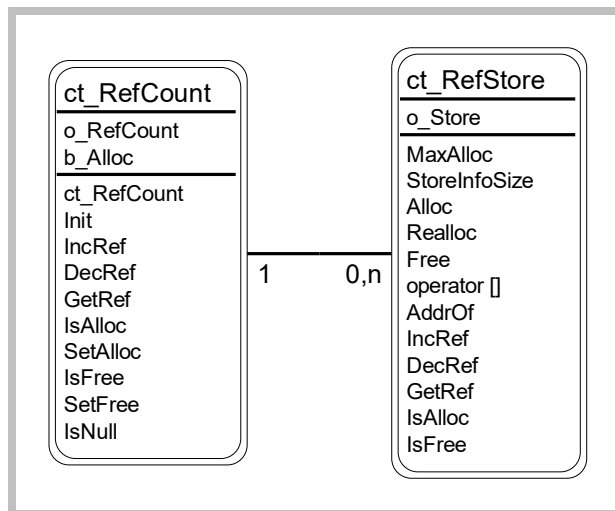 ct_RefCount
o_RefCount
b_Alloc
ct_RefCount
Init
IncRef
DecRef
GetRef
IsAlloc
SetAlloc
IsFree
SetFree
IsNull
1
0,n
ct_RefStore
o_Store
MaxAlloc
StoreInfoSize
Alloc
Realloc
Free
operator []
AddrOf
IncRef
DecRef
GetRef
IsAlloc
IsFree